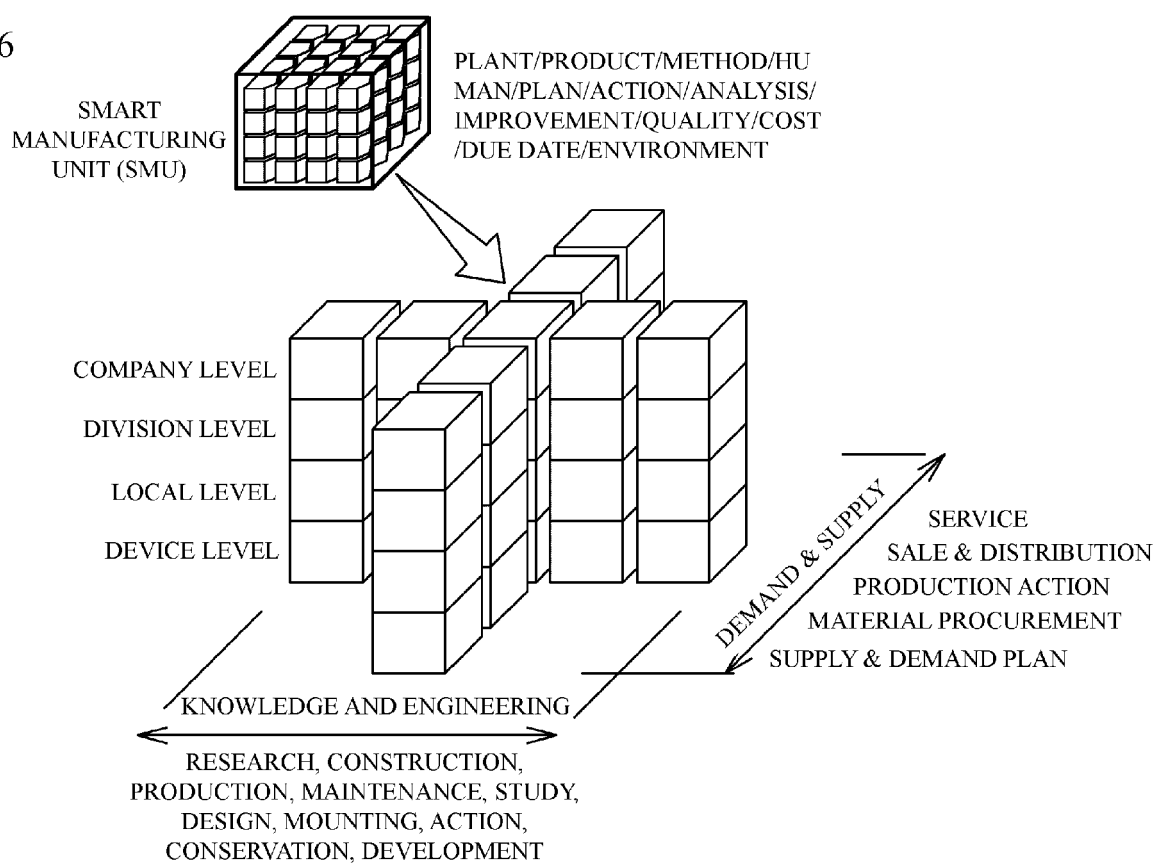 6
SMART
MANUFACTURING
UNIT (SMU)
PLANT/PRODUCT/METHOD/HU
MAN/PLAN/ACTION/ANALYSIS/
IMPROVEMENT/QUALITY/COST
/DUE DATE/ENVIRONMENT
COMPANY LEVEL
DIVISION LEVEL
LOCAL LEVEL
DEVICE LEVEL
DEMAND & SUPPLY
SERVICE
SALE & DISTRIBUTION
PRODUCTION ACTION
MATERIAL PROCUREMENT
SUPPLY & DEMAND PLAN
KNOWLEDGE AND ENGINEERING
RESEARCH, CONSTRUCTION,
PRODUCTION, MAINTENANCE, STUDY,
DESIGN, MOUNTING, ACTION,
CONSERVATION, DEVELOPMENT